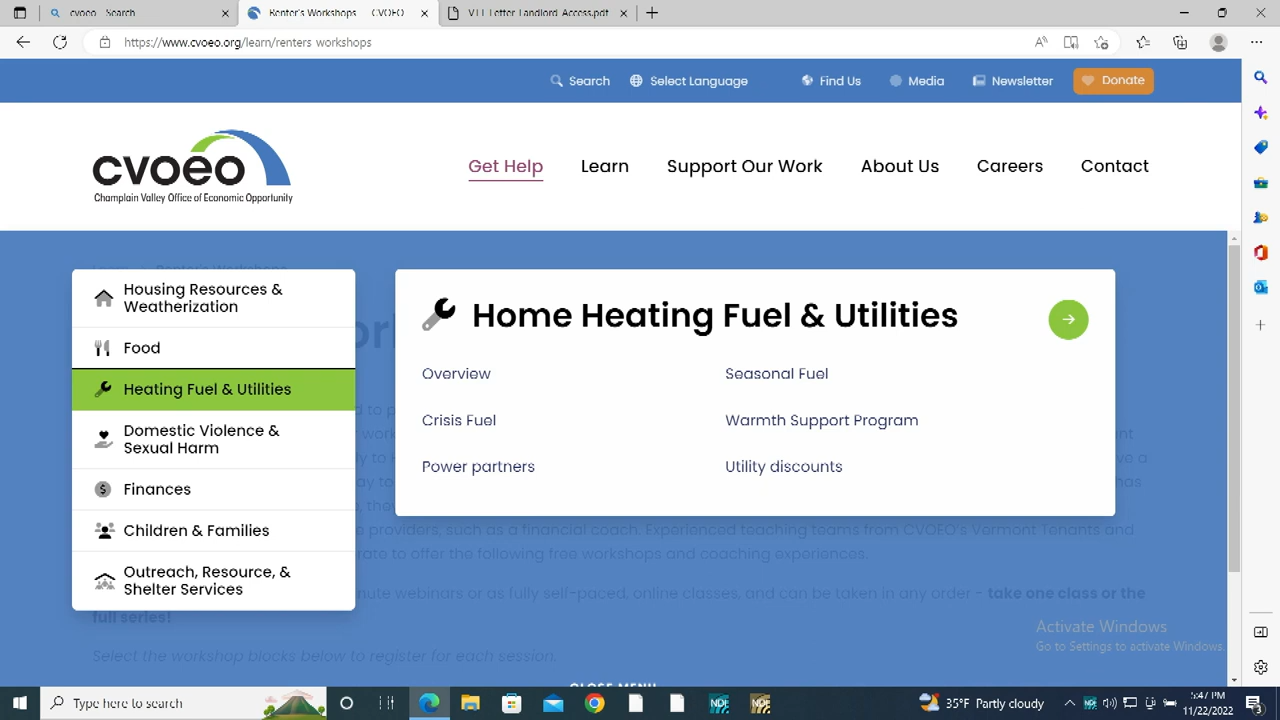 cvoeo - Search
Renter's Workshops - CVOEO
VTT Letter Landlord Access.pdf
https://www.cvoeo.org/learn/renters workshops
Search
Select Language
Find Us
Media
Newsletter
Donate
cvoeo
Champlain Valley Office of Economic Opportunity
Get Help
Learn
Support Our Work
About Us
Careers
Contact
Housing Resources &
Weatherization
Food
Heating Fuel & Utilities
Domestic Violence &
Sexual Harm
Finances
Children & Families
Outreach, Resource, &
Shelter Services
Home Heating Fuel & Utilities
Overview
Seasonal Fuel
Crisis Fuel
Warmth Support Program
Power partners
Utility discounts
providers, such as a financial coach. Experienced teaching teams from CVOEO's Vermont Tenants and
rate to offer the following free workshops and coaching experiences.
webinars or as fully self-paced, online classes, and can be taken in any order - take one class or the
full series!
Select the workshop blocks below to register for each session.
CLOSE MENU
Activate Windows
Go to Settings to activate Windows.
Type here to search
NDI
NDI
35°F Partly cloudy
5:47 PM
11/22/2022